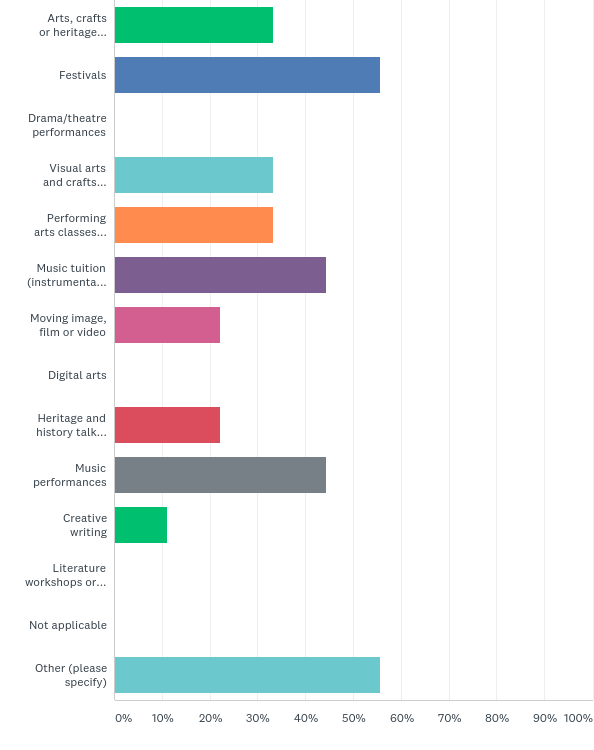 Arts, crafts
or heritage...
Festivals
Drama/theatre
performances
Visual arts
and crafts...
Performing
arts classes...
Music tuition
(instrumenta...
Moving image,
film or video
Digital arts
Heritage and
history talk...
Music
performances
Creative
writing
Literature
workshops or...
Not applicable
Other (please
specify)
0% 10% 20% 30% 40% 50% 60% 70% 80% 90% 100%